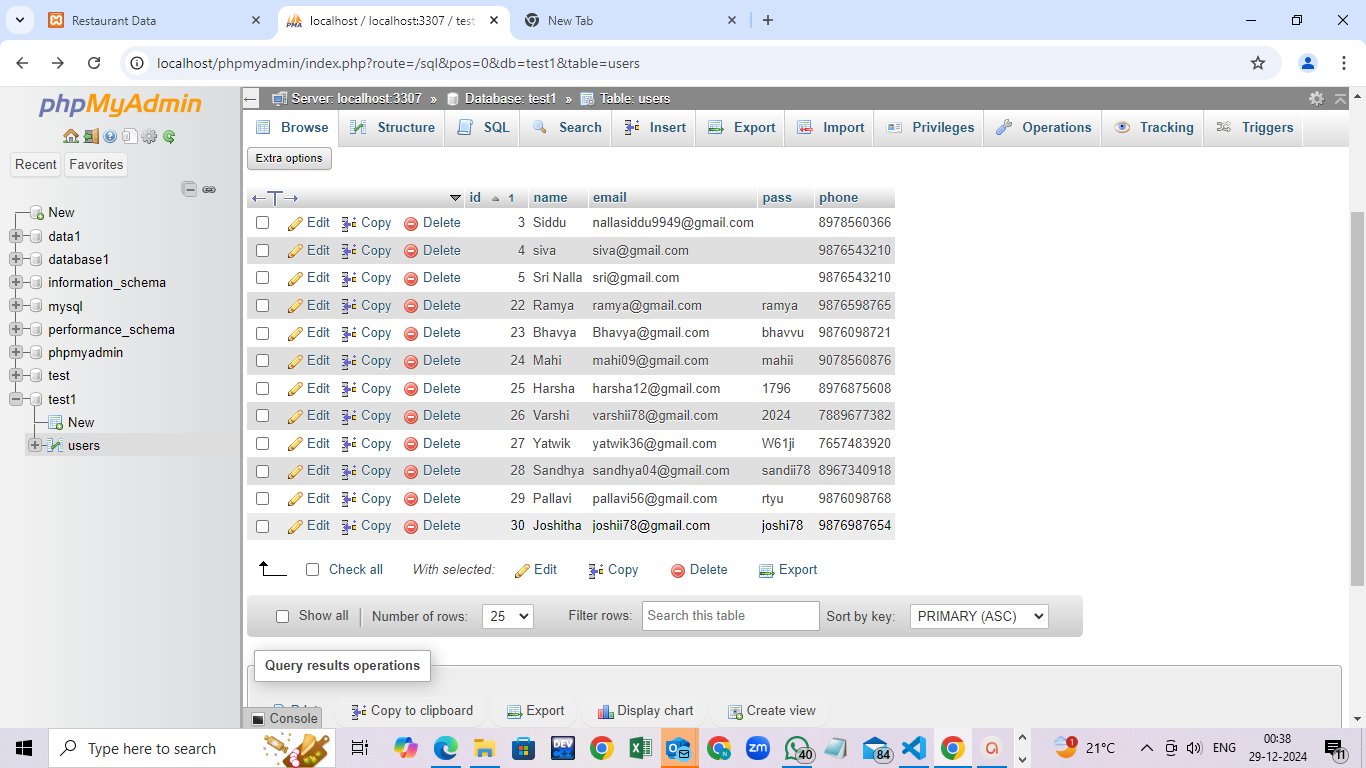 Restaurant Data
localhost / localhost:3307 / test
New Tab
localhost/phpmyadmin/index.php?route=/sql&pos=0&db=test1&table=users
phpMyAdmin
Recent Favorites
New
data1
database1
information_schema
mysql
performance_schema
phpmyadmin
test
test1
New
users
Server: localhost:3307 » Database: test1 » Table: users
Browse Structure SQL Search Insert Export Import Privileges Operations Tracking Triggers
Extra options
id 1 name email pass phone
Edit Copy Delete 3 Siddu nallasiddu9949@gmail.com 8978560366
Edit Copy Delete 4 siva siva@gmail.com 9876543210
Edit Copy Delete 5 Sri Nalla sri@gmail.com 9876543210
Edit Copy Delete 22 Ramya ramya@gmail.com ramya 9876598765
Edit Copy Delete 23 Bhavya Bhavya@gmail.com bhavvu 9876098721
Edit Copy Delete 24 Mahi mahi09@gmail.com mahii 9078560876
Edit Copy Delete 25 Harsha harsha12@gmail.com 1796 8976875608
Edit Copy Delete 26 Varshi varshii78@gmail.com 2024 7889677382
Edit Copy Delete 27 Yatwik yatwik36@gmail.com W61ji 7657483920
Edit Copy Delete 28 Sandhya sandhya04@gmail.com sandii78 8967340918
Edit Copy Delete 29 Pallavi pallavi56@gmail.com rtyu 9876098768
Edit Copy Delete 30 Joshitha joshii78@gmail.com joshi78 9876987654
Check all With selected: Edit Copy Delete Export
Show all Number of rows: 25 Filter rows: Search this table Sort by key: PRIMARY (ASC)
Query results operations
Print Copy to clipboard Export Display chart Create view
Console
Type here to search
DEV
zm
40
84
1
21°C
ENG
00:38
29-12-2024
11